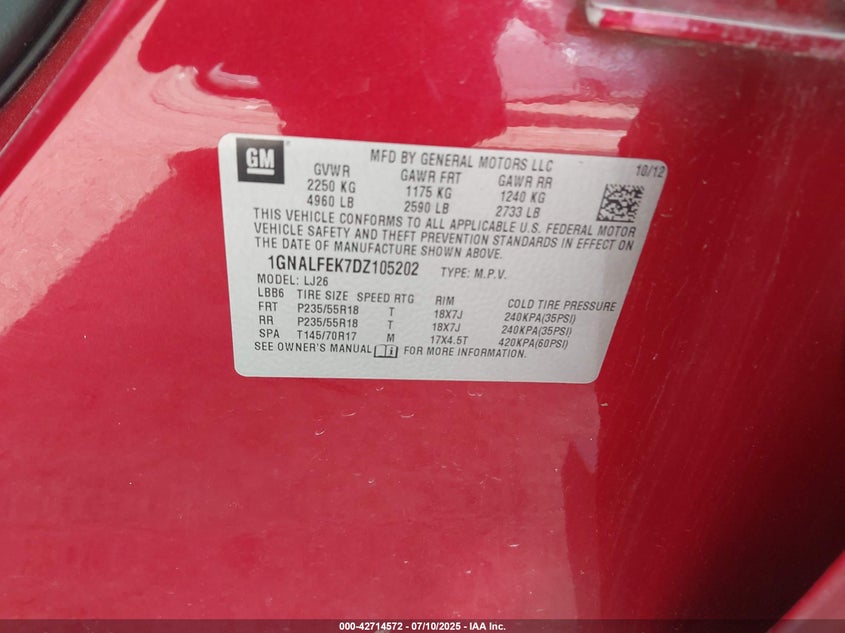 GM
MFD BY GENERAL MOTORS LLC
10/12
GVWR GAWR FRT GAWR RR
2250 KG 1175 KG 1240 KG
4960 LB 2590 LB 2733 LB
THIS VEHICLE CONFORMS TO ALL APPLICABLE U.S. FEDERAL MOTOR
VEHICLE SAFETY AND THEFT PREVENTION STANDARDS IN EFFECT ON
THE DATE OF MANUFACTURE SHOWN ABOVE.
1GNALFEK7DZ105202 TYPE: M.P.V.
MODEL: LJ26
LBB6 TIRE SIZE SPEED RTG RIM COLD TIRE PRESSURE
FRT P235/55R18 T 18X7J 240KPA(35PSI)
RR P235/55R18 T 18X7J 240KPA(35PSI)
SPA T145/70R17 M 17X4.5T 420KPA(60PSI)
SEE OWNER'S MANUAL FOR MORE INFORMATION.
000-42714572 / 07/10/2025 - IAA Inc.